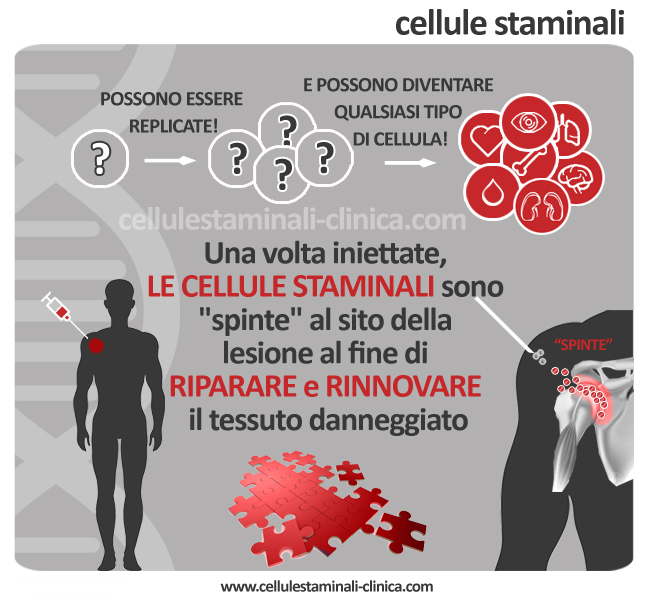 cellule staminali
POSSONO ESSERE
REPLICATE!
E POSSONO DIVENTARE
QUALSIASI TIPO
DI CELLULA!
?
?
?
?
?
cellulestaminali-clinica.com
Una volta iniettate,
LE CELLULE STAMINALI sono
"spinte" al sito della
lesione al fine di
RIPARARE e RINNOVARE
il tessuto danneggiato
“SPINTE”
www.cellulestaminali-clinica.com